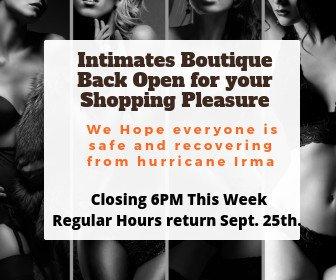 Intimates Boutique
Back Open for your
Shopping Pleasure
We Hope everyone is
safe and recovering
from hurricane Irma
Closing 6PM This Week
Regular Hours return Sept. 25th.